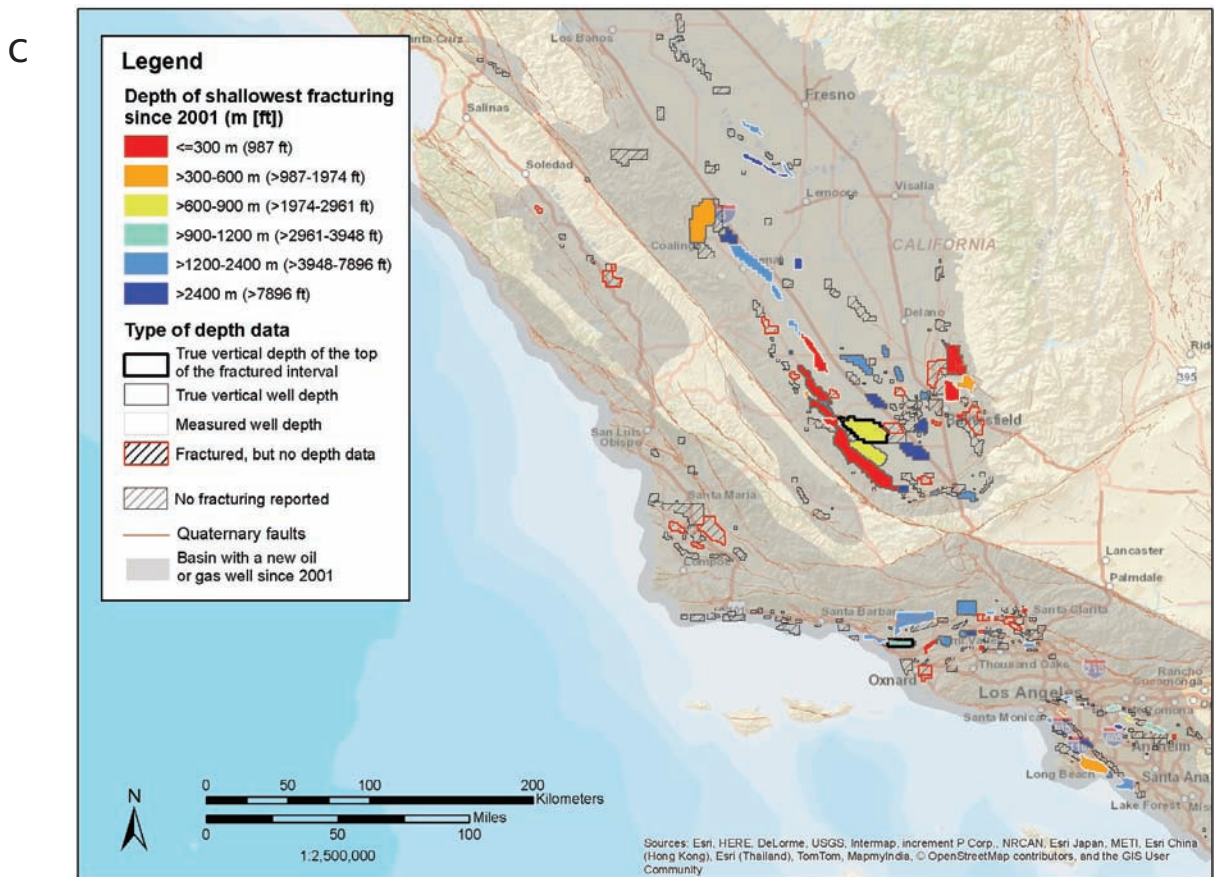 C
Legend
Depth of shallowest fracturing
since 2001 (m [ft])
<=300 m (987 ft)
>300-600 m (>987-1974 ft)
>600-900 m (>1974-2961 ft)
>900-1200 m (>2961-3948 ft)
>1200-2400 m (>3948-7896 ft)
>2400 m (>7896 ft)
Type of depth data
True vertical depth of the top
of the fractured interval
True vertical well depth
Measured well depth
Fractured, but no depth data
No fracturing reported
Quaternary faults
Basin with a new oil
or gas well since 2001
Los Banos
Fresno
Salinas
Soledad
Lemoore
Visalia
CALIFORNIA
Delano
395
San Luis
Obispo
Santa Maria
Lancaster
Palmdale
Santa Clarita
Thousand Oaks
Oxnard
Los Angeles
Rancho
Cucamonga
Santa Monica
Pomona
Anaheim
Long Beach
Santa Ana
Lake Forest
N
0 50 100 200
Kilometers
Miles
0 50 100
1:2,500,000
Sources: Esri, HERE, DeLorme, USGS, Intermap, increment P Corp., NRCAN, Esri Japan, METI, Esri China
(Hong Kong), Esri (Thailand), TomTom, MapmyIndia, © OpenStreetMap contributors, and the GIS User
Community